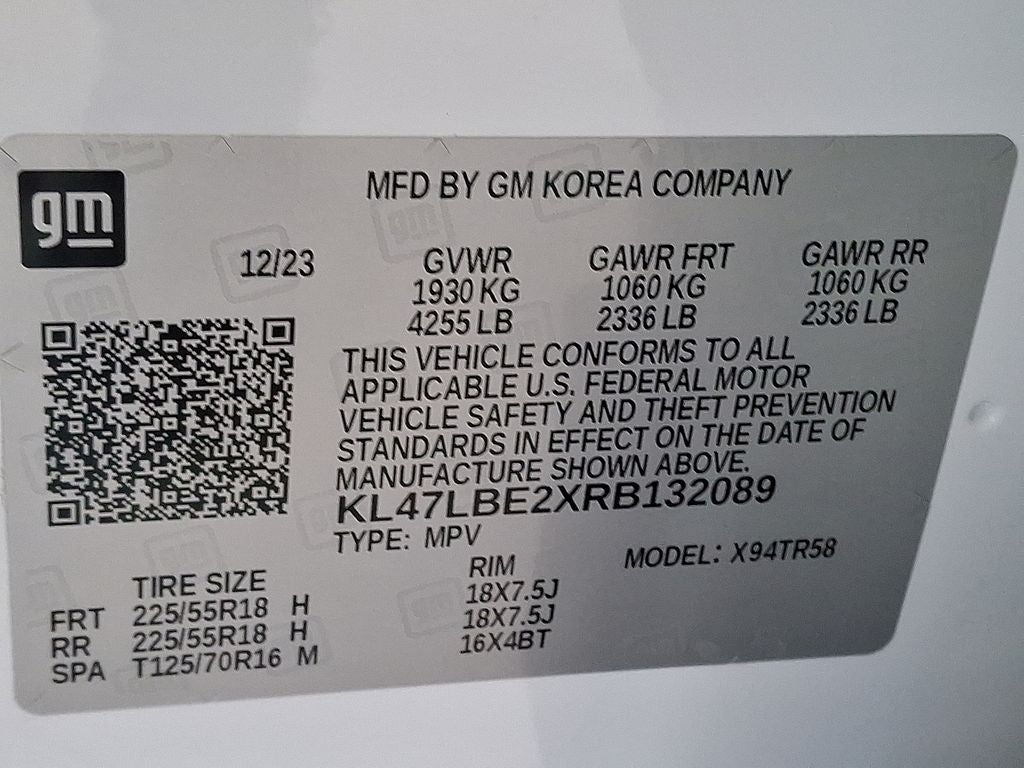 gm
MFD BY GM KOREA COMPANY
12/23 GVWR GAWR FRT GAWR RR
1930 KG 1060 KG 1060 KG
4255 LB 2336 LB 2336 LB
THIS VEHICLE CONFORMS TO ALL
APPLICABLE U.S. FEDERAL MOTOR
VEHICLE SAFETY AND THEFT PREVENTION
STANDARDS IN EFFECT ON THE DATE OF
MANUFACTURE SHOWN ABOVE.
KL47LBE2XRB132089
TYPE: MPV MODEL: X94TR58
TIRE SIZE RIM
FRT 225/55R18 H 18X7.5J
RR 225/55R18 H 18X7.5J
SPA T125/70R16 M 16X4BT